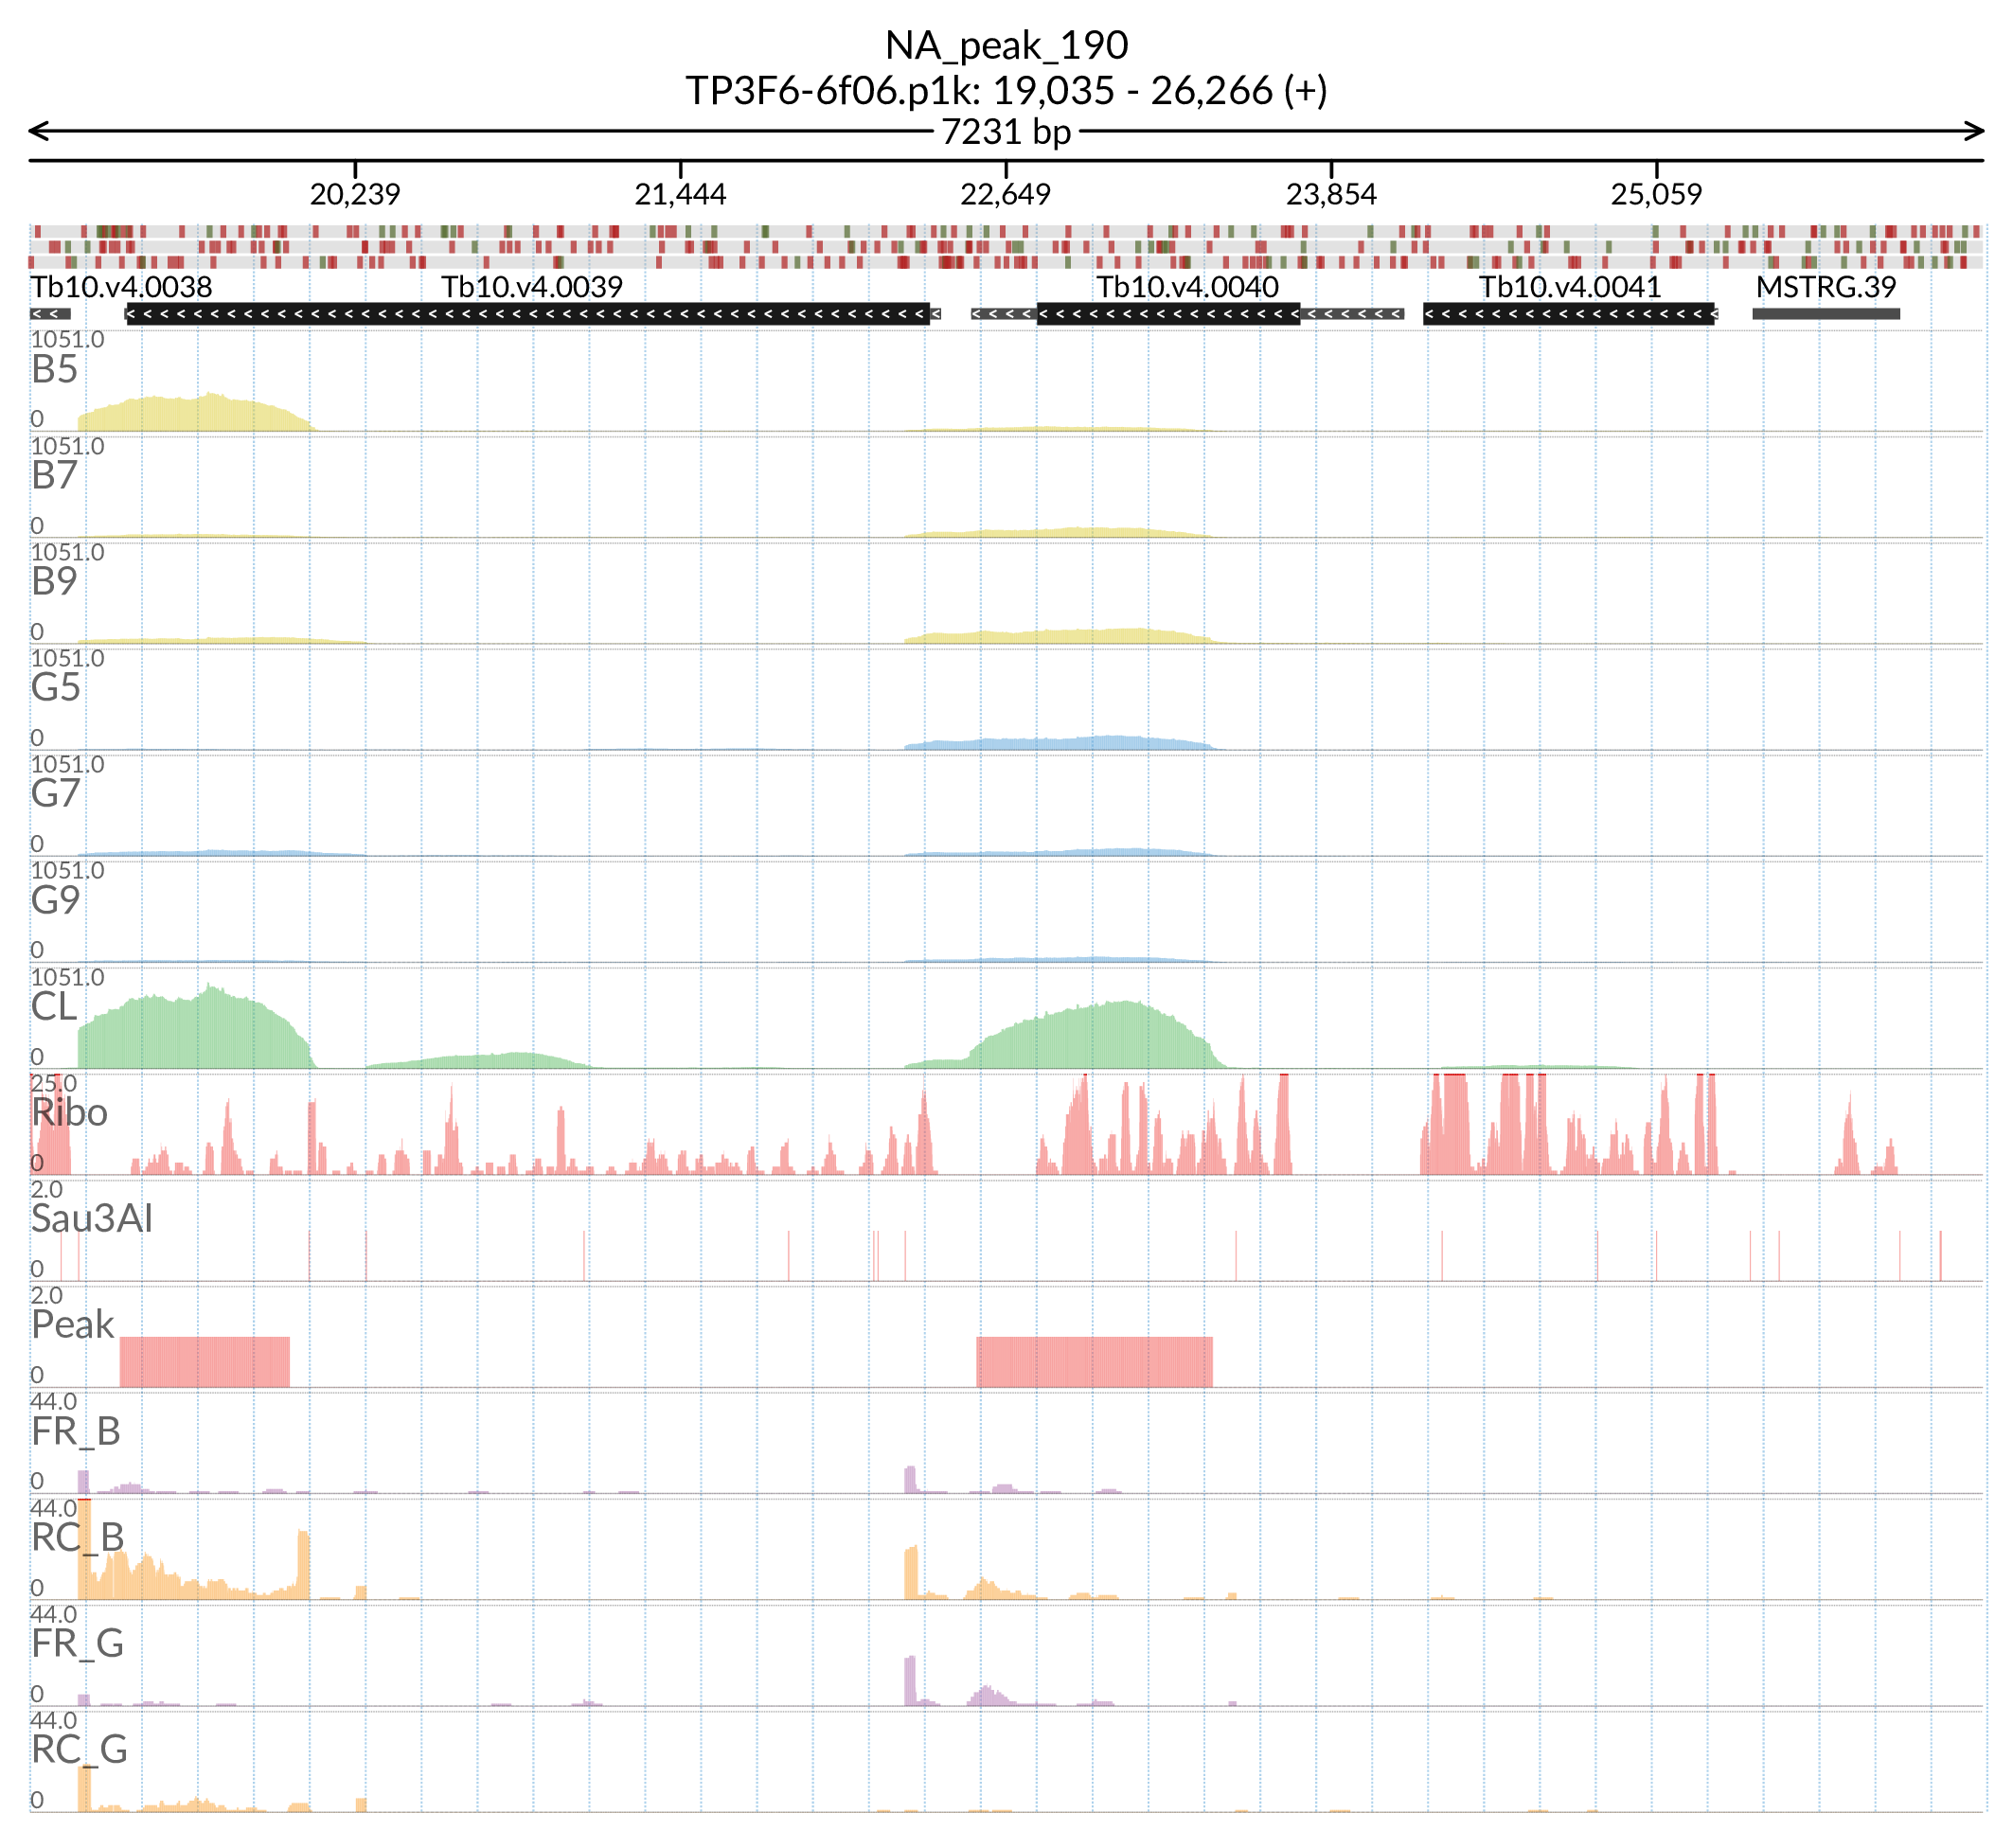 NA_peak_190
TP3F6-6f06.p1k: 19,035 - 26,266 (+)
7231 bp
20,239 21,444 22,649 23,854 25,059
Tb10.v4.0038 Tb10.v4.0039 Tb10.v4.0040 Tb10.v4.0041 MSTRG.39
1051.0
B5
0
1051.0
B7
0
1051.0
B9
0
1051.0
G5
0
1051.0
G7
0
1051.0
G9
0
1051.0
CL
0
25.0
Ribo
0
2.0
Sau3AI
0
2.0
Peak
0
44.0
FR_B
0
44.0
RC_B
0
44.0
FR_G
0
44.0
RC_G
0